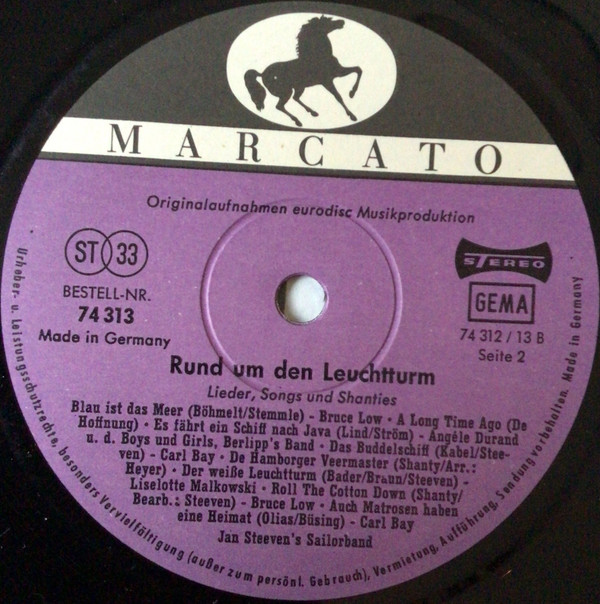 MARCATO
Originalaufnahmen eurodisc Musikproduktion
ST 33
BESTELL-NR.
74 313
Made in Germany
STEREO
GEMA
74 312 / 13 B
Seite 2
Rund um den Leuchtturm
Lieder, Songs und Shanties
Blau ist das Meer (Böhmelt/Stemmle) - Bruce Low · A Long Time Ago (De
Hoffnung) · Es fährt ein Schiff nach Java (Lind/Ström) - Angèle Durand
u. d. Boys und Girls, Berlipp's Band · Das Buddelschiff (Kabel/Stee-
ven) - Carl Bay · De Hamborger Veermaster (Shanty/Arr.:
Heyer) · Der weiße Leuchtturm (Bader/Braun/Steeven) -
Liselotte Malkowski · Roll The Cotton Down (Shanty/
Bearb.: Steeven) - Bruce Low · Auch Matrosen haben
eine Heimat (Olias/Büsing) - Carl Bay
Jan Steeven's Sailorband
Urheber- u. Leistungsschutzrechte, besonders Vervielfältigung (außer zum persönl. Gebrauch), Vermietung, Aufführung, Sendung vorbehalten. Made in Germany